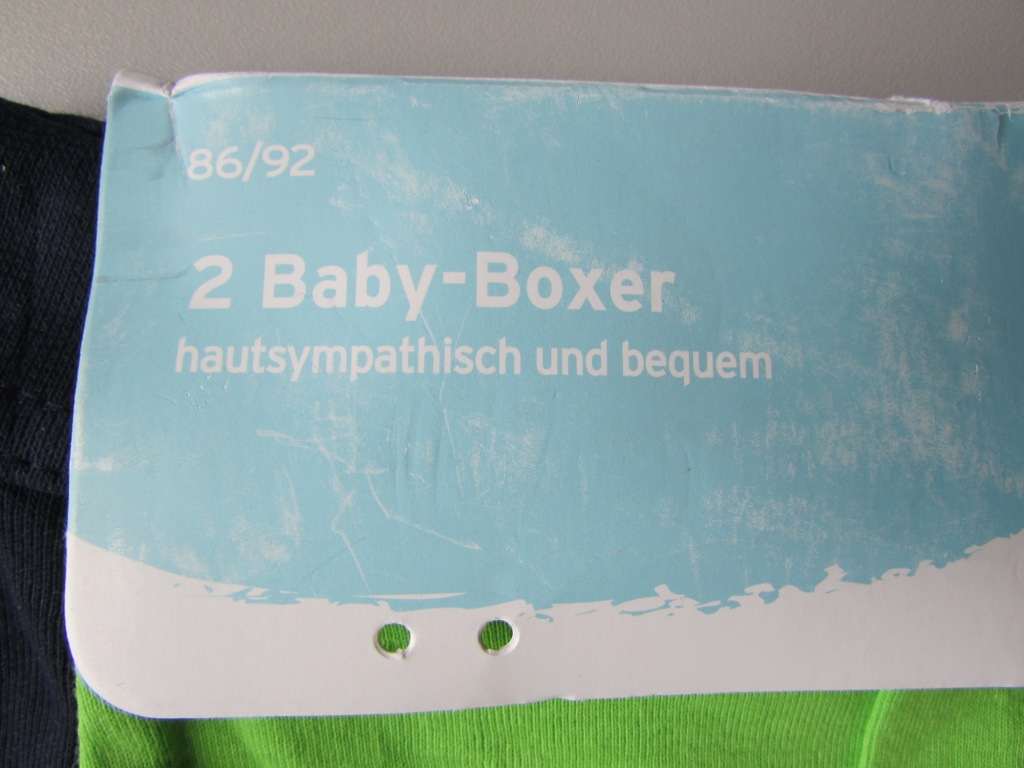 86/92
2 Baby-Boxer
hautsympathisch und bequem